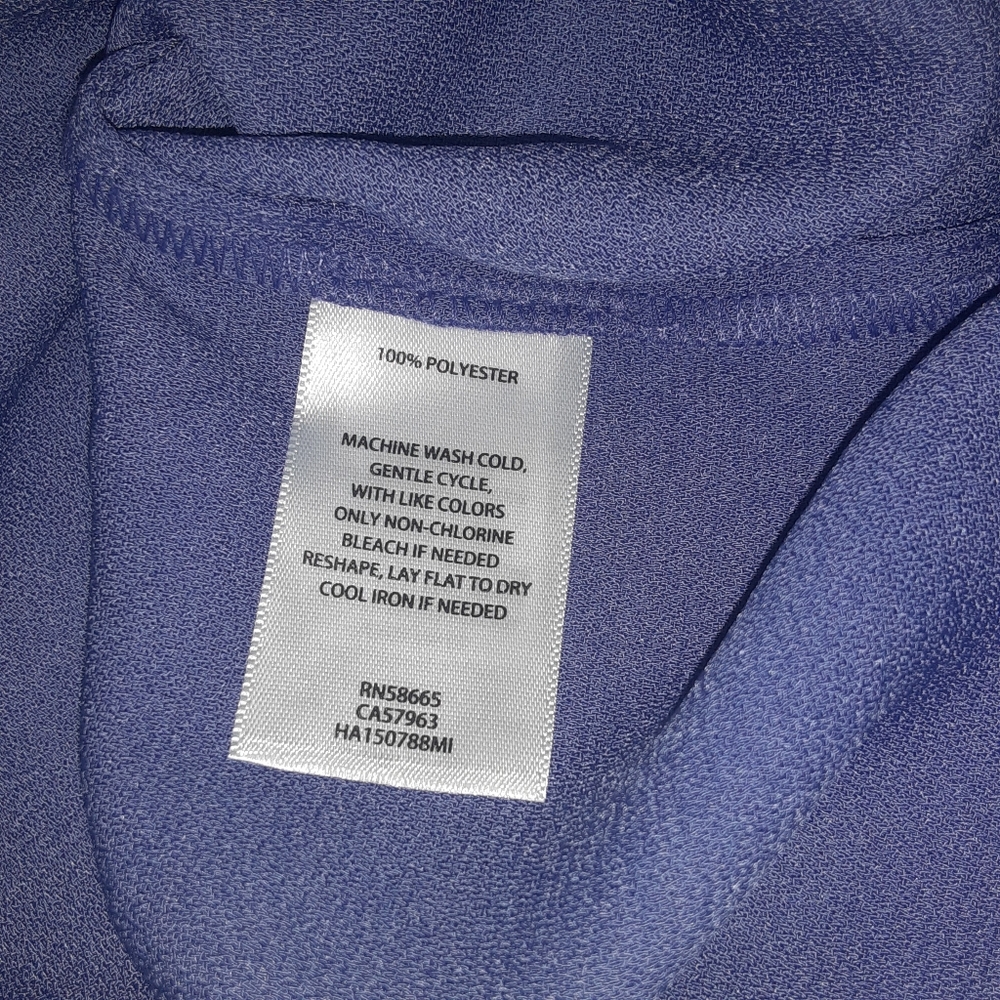 100% POLYESTER
MACHINE WASH COLD,
GENTLE CYCLE,
WITH LIKE COLORS
ONLY NON-CHLORINE
BLEACH IF NEEDED
RESHAPE, LAY FLAT TO DRY
COOL IRON IF NEEDED
RN58665
CA57963
HA150788MI